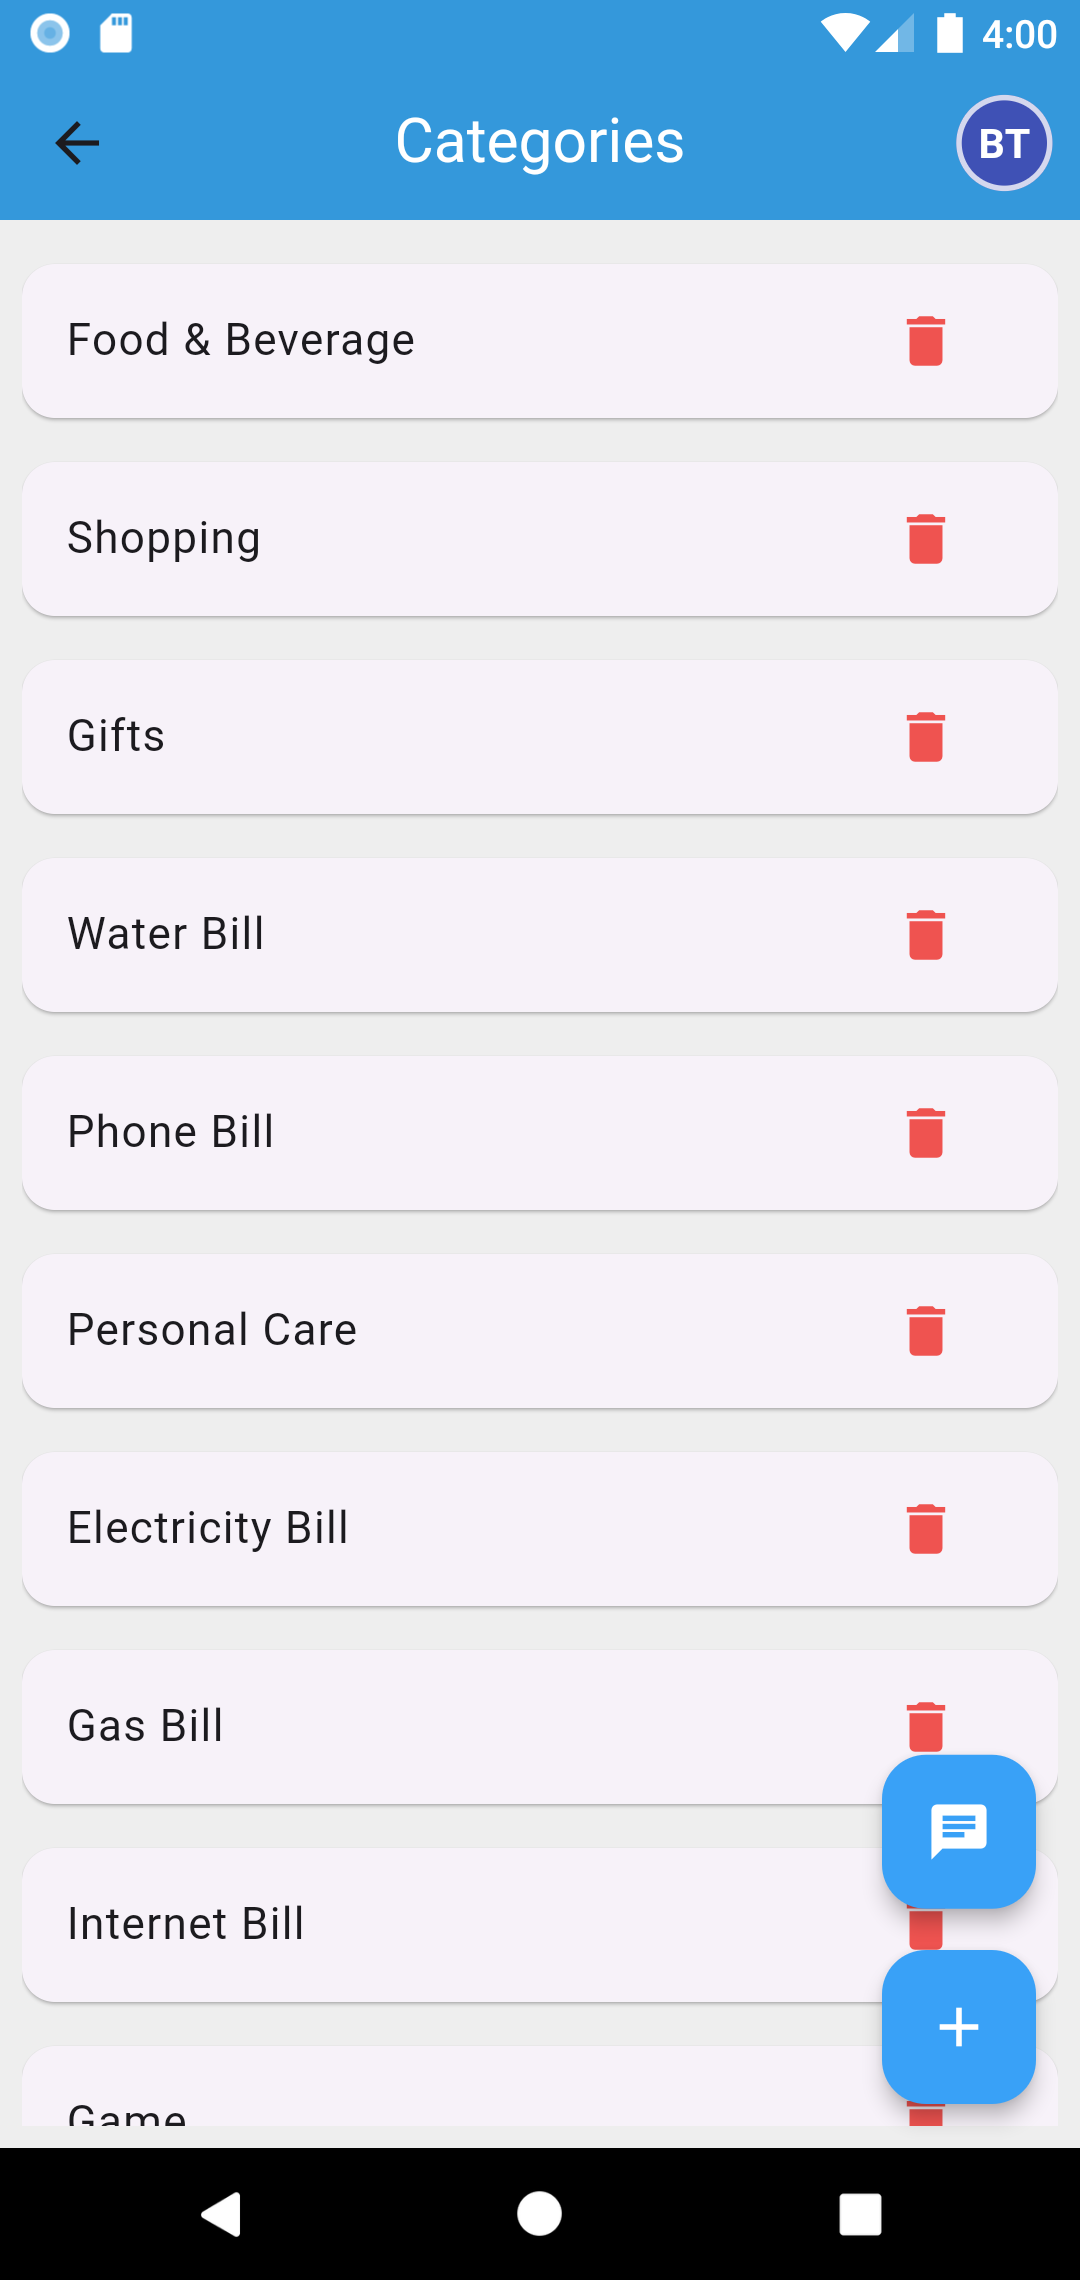 4:00
Categories
BT
Food & Beverage
Shopping
Gifts
Water Bill
Phone Bill
Personal Care
Electricity Bill
Gas Bill
Internet Bill
Game